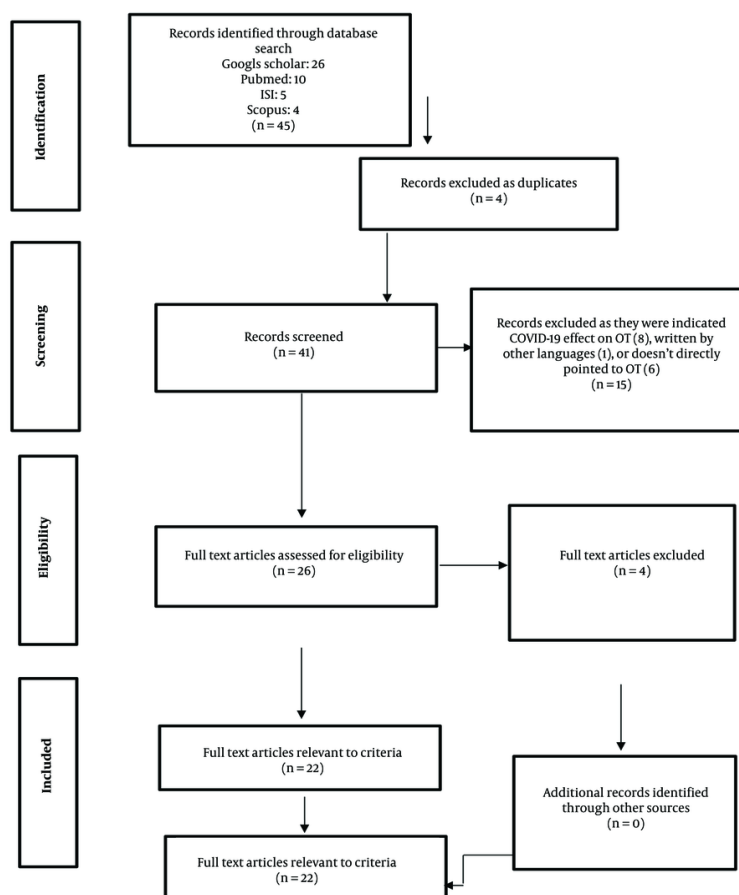 Identification
Records identified through database
search
Googls scholar: 26
Pubmed: 10
ISI: 5
Scopus: 4
(n = 45)
Records excluded as duplicates
(n = 4)
Screening
Records screened
(n = 41)
Records excluded as they were indicated
COVID-19 effect on OT (8), written by
other languages (1), or doesn't directly
pointed to OT (6)
(n = 15)
Eligibility
Full text articles assessed for eligibility
(n = 26)
Full text articles excluded
(n = 4)
Included
Full text articles relevant to criteria
(n = 22)
Additional records identified
through other sources
(n = 0)
Full text articles relevant to criteria
(n = 22)